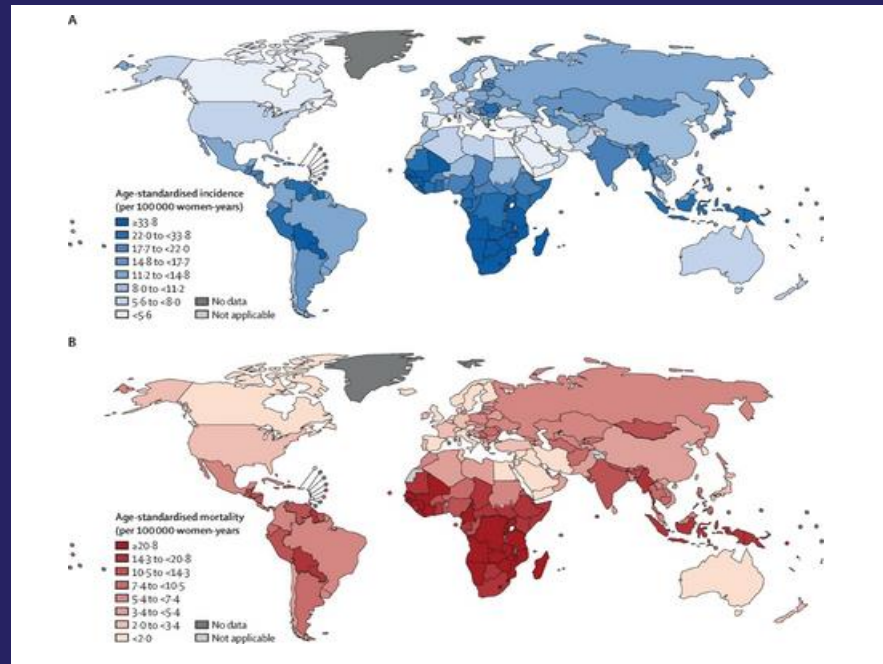 A
Age-standardised incidence
(per 100 000 women-years)
≥33·8
22·0 to <33·8
17·7 to <22·0
14·8 to <17·7
11·2 to <14·8
8·0 to <11·2
5·6 to <8·0
<5·6
No data
Not applicable
B
Age-standardised mortality
(per 100 000 women-years
≥20·8
14·3 to <20·8
10·5 to <14·3
7·4 to <10·5
5·4 to <7·4
3·4 to <5·4
2·0 to <3·4
<2·0
No data
Not applicable